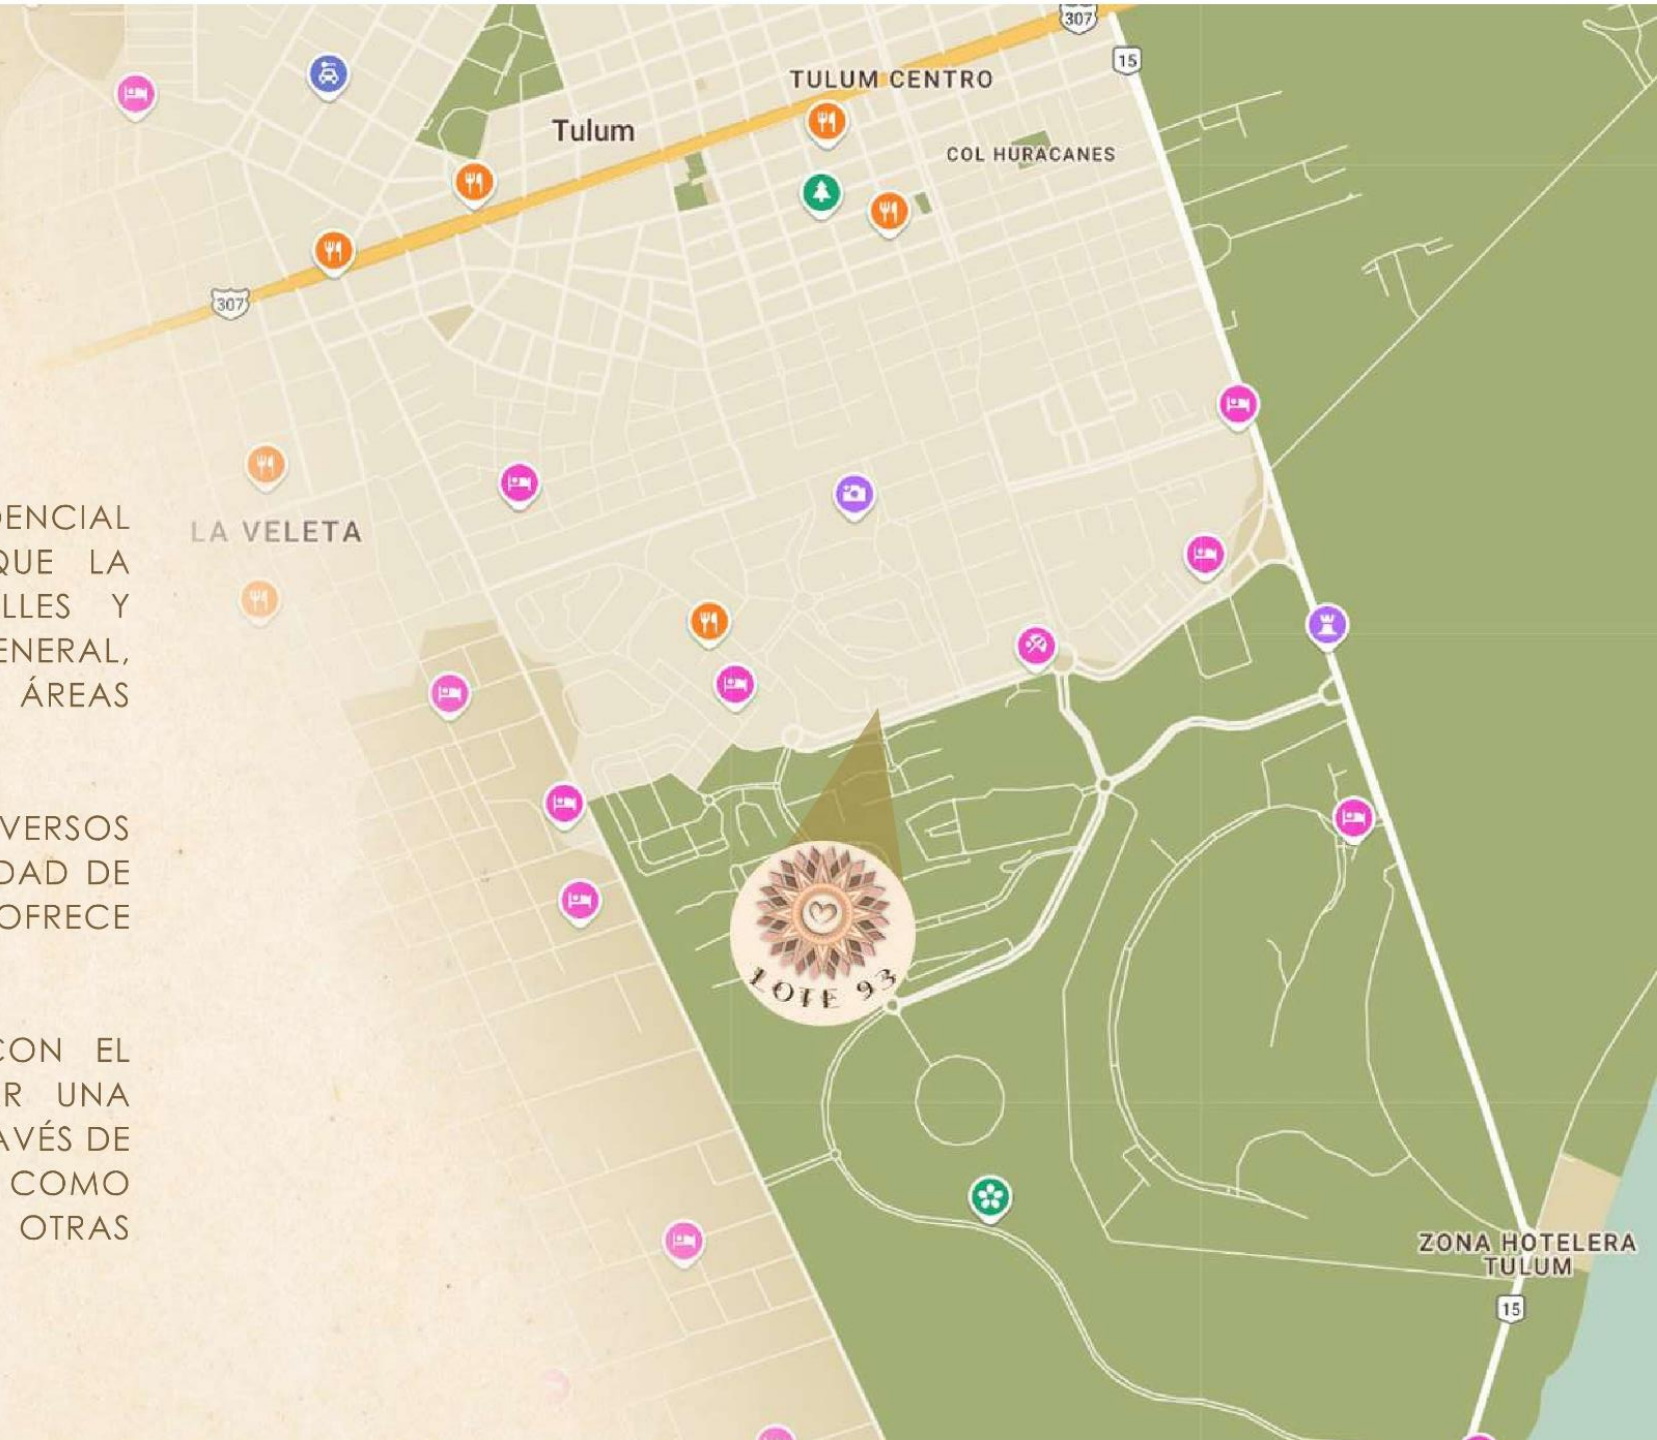 307
15
TULUM CENTRO
Tulum
COL HURACANES
307
LA VELETA
DENCIAL
QUE LA
LLES Y
ENERAL,
ÁREAS
VERSOS
DAD DE
OFRECE
CON EL
R UNA
AVÉS DE
COMO
OTRAS
LOTE 93
ZONA HOTELERA
TULUM
15